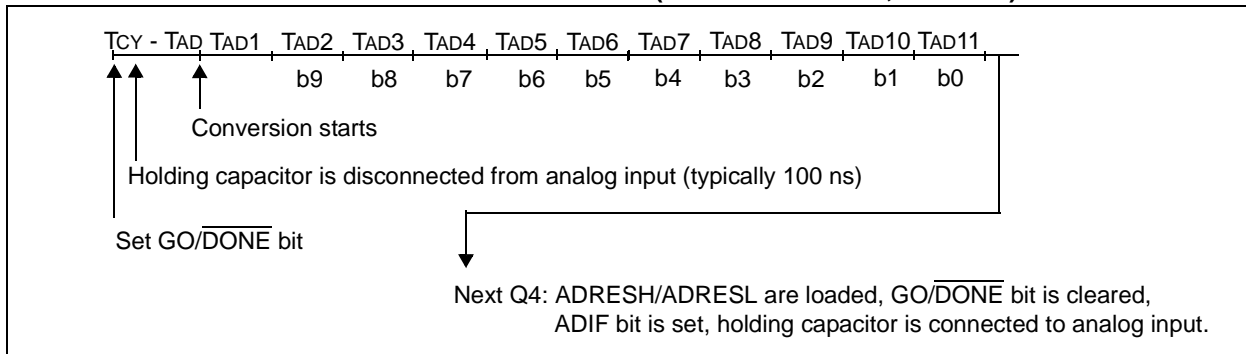 TCY - TAD TAD1 TAD2 TAD3 TAD4 TAD5 TAD6 TAD7 TAD8 TAD9 TAD10 TAD11
b9 b8 b7 b6 b5 b4 b3 b2 b1 b0
Conversion starts
Holding capacitor is disconnected from analog input (typically 100 ns)
Set GO/DONE bit
Next Q4: ADRESH/ADRESL are loaded, GO/DONE bit is cleared,
ADIF bit is set, holding capacitor is connected to analog input.